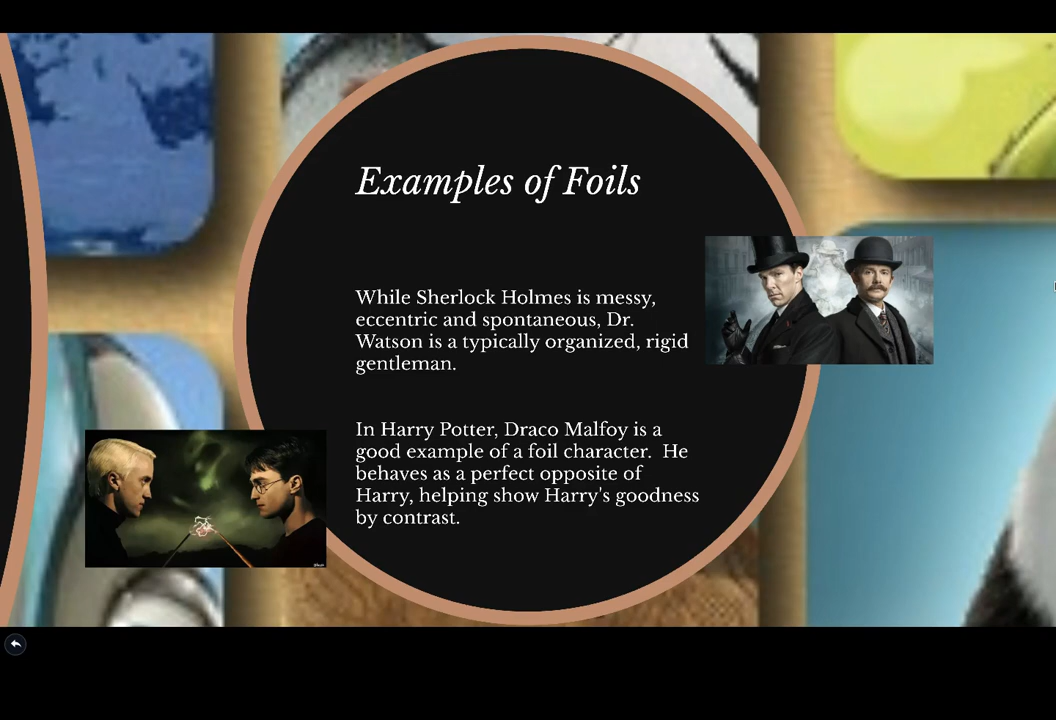 Examples of Foils
While Sherlock Holmes is messy,
eccentric and spontaneous, Dr.
Watson is a typically organized, rigid
gentleman.
In Harry Potter, Draco Malfoy is a
good example of a foil character.  He
behaves as a perfect opposite of
Harry, helping show Harry's goodness
by contrast.